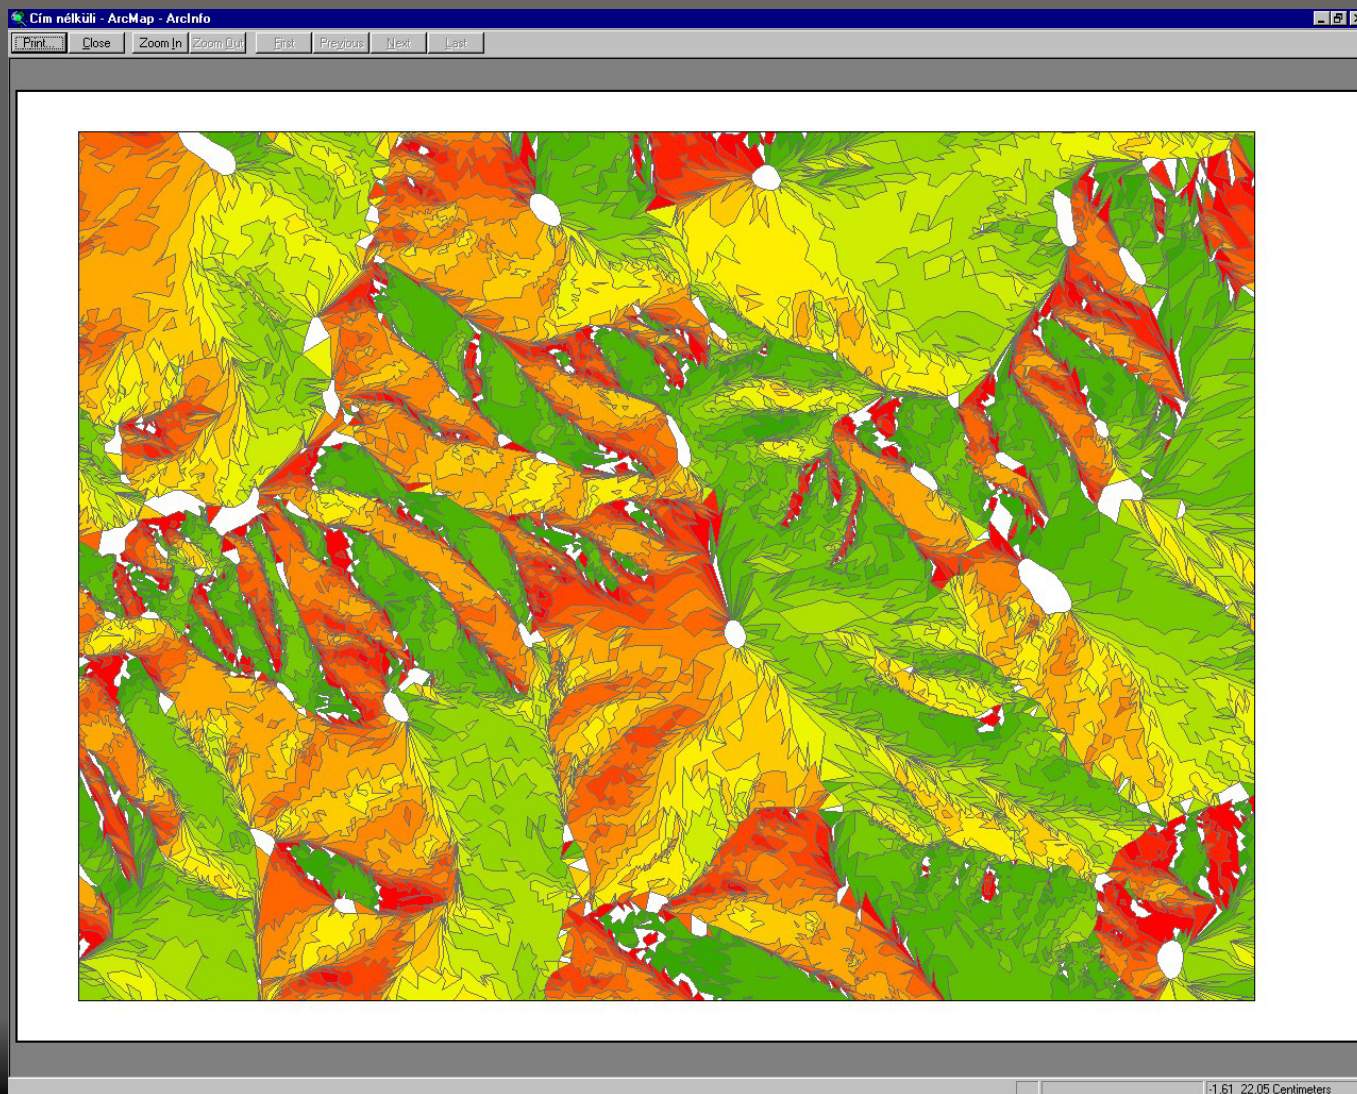 Cím nélküli - ArcMap - ArcInfo
Print... Close Zoom In Zoom Out First Previous Next Last
-1.61 22.05 Centimeters